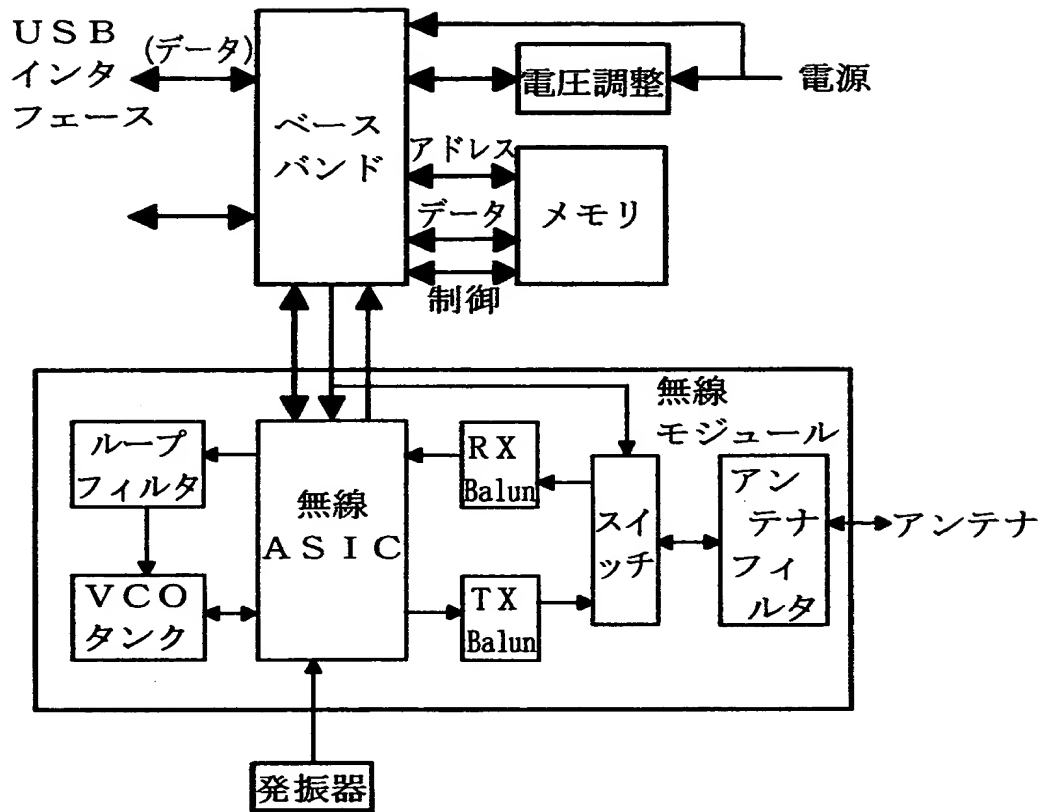 ＵＳＢ
インタ
フェース
(データ)
ベース
バンド
電圧調整
電源
アドレス
データ
制御
メモリ
無線
モジュール
ループ
フィルタ
ＶＣＯ
タンク
無線
ＡＳＩＣ
ＲＸ
Balun
ＴＸ
Balun
スイ
ッチ
アン
テナ
フィ
ルタ
アンテナ
発振器